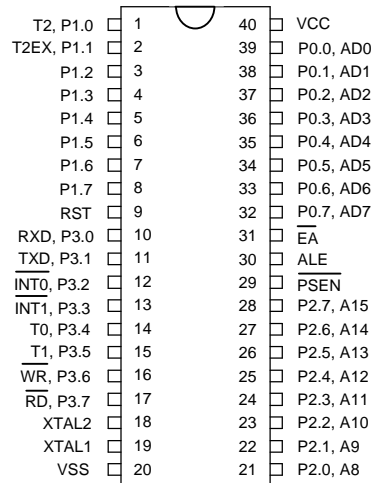 T2, P1.0 1 40 VCC
T2EX, P1.1 2 39 P0.0, AD0
P1.2 3 38 P0.1, AD1
P1.3 4 37 P0.2, AD2
P1.4 5 36 P0.3, AD3
P1.5 6 35 P0.4, AD4
P1.6 7 34 P0.5, AD5
P1.7 8 33 P0.6, AD6
RST 9 32 P0.7, AD7
RXD, P3.0 10 31 E̅A̅
TXD, P3.1 11 30 ALE
I̅N̅T̅0̅, P3.2 12 29 P̅S̅E̅N̅
I̅N̅T̅1̅, P3.3 13 28 P2.7, A15
T0, P3.4 14 27 P2.6, A14
T1, P3.5 15 26 P2.5, A13
W̅R̅, P3.6 16 25 P2.4, A12
R̅D̅, P3.7 17 24 P2.3, A11
XTAL2 18 23 P2.2, A10
XTAL1 19 22 P2.1, A9
VSS 20 21 P2.0, A8